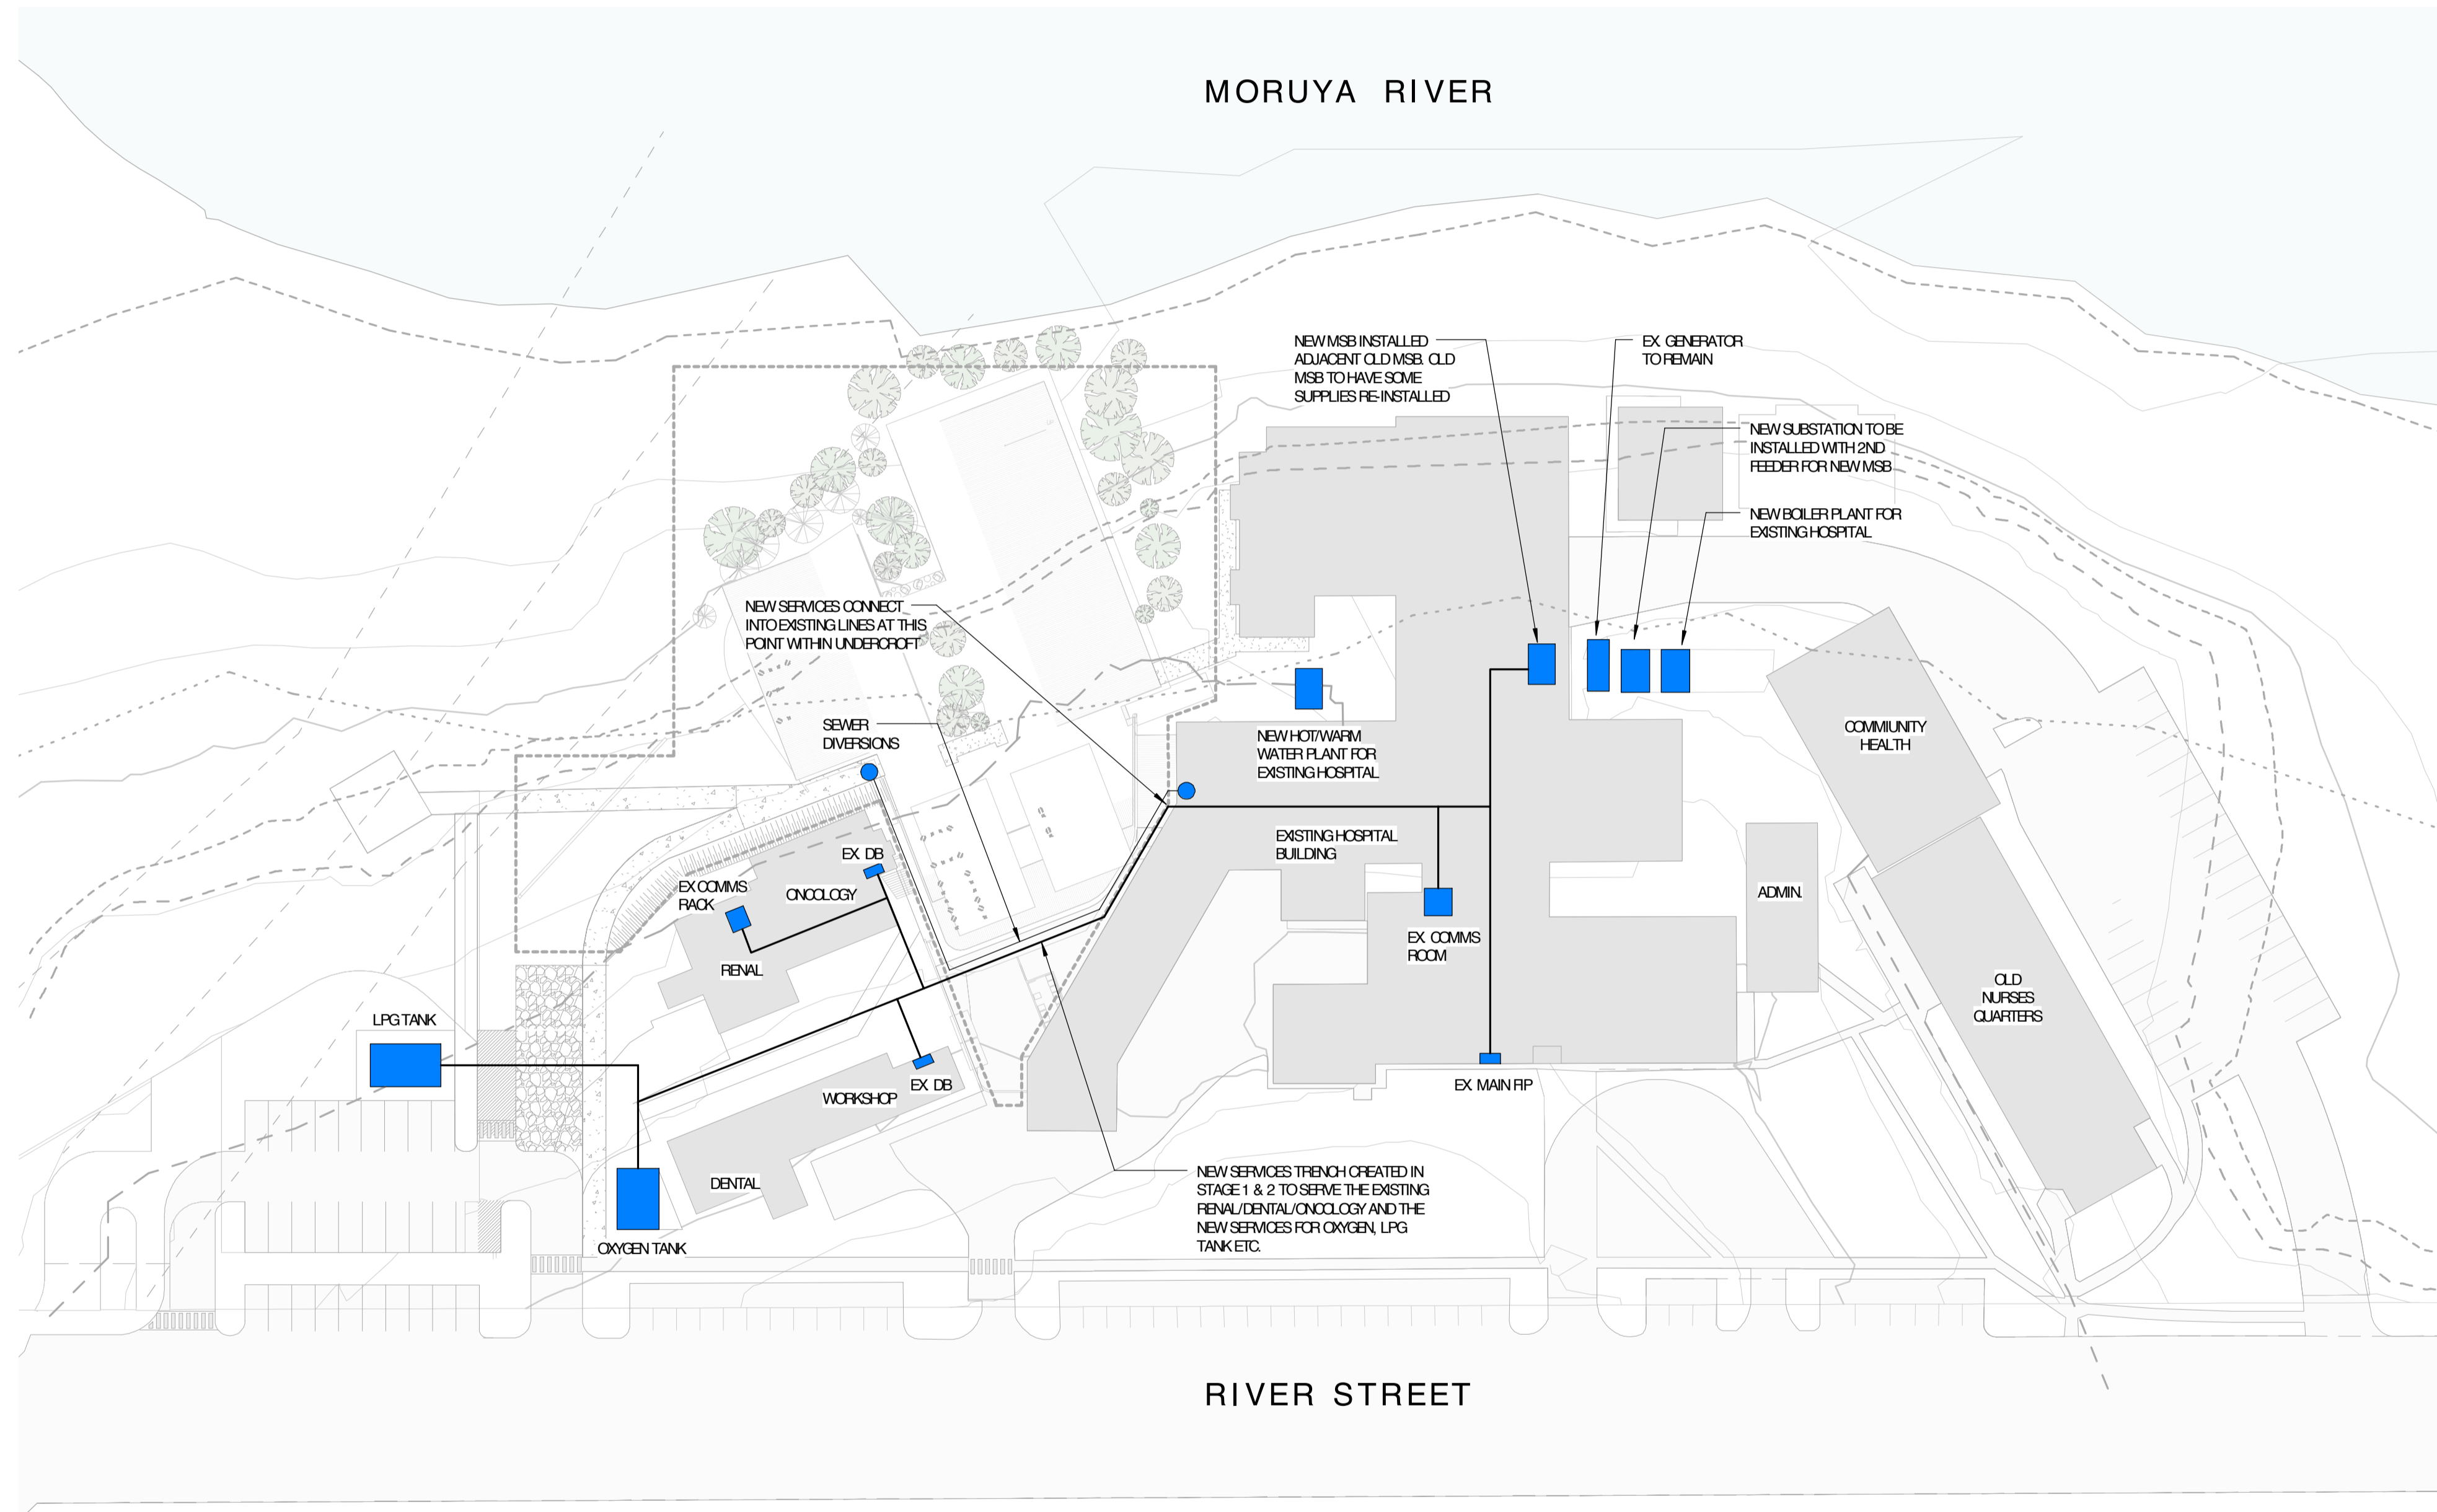 MORUYA RIVER
NEW MSB INSTALLED
ADJACENT OLD MSB. OLD
MSB TO HAVE SOME
SUPPLIES RE-INSTALLED
EX. GENERATOR
TO REMAIN
NEW SUBSTATION TO BE
INSTALLED WITH 2ND
FEEDER FOR NEW MSB
NEW BOILER PLANT FOR
EXISTING HOSPITAL
NEW SERVICES CONNECT
INTO EXISTING LINES AT THIS
POINT WITHIN UNDERCROFT
SEWER
DIVERSIONS
NEW HOT/WARM
WATER PLANT FOR
EXISTING HOSPITAL
COMMIUNITY
HEALTH
EXISTING HOSPITAL
BUILDING
EX. DB
ONCOLOGY
EX COMMS
RACK
ADMIN.
EX. COMMS
ROOM
RENAL
OLD
NURSES
QUARTERS
LPG TANK
EX. DB
WORKSHOP
EX. MAIN FIP
DENTAL
NEW SERVICES TRENCH CREATED IN
STAGE 1 & 2 TO SERVE THE EXISTING
RENAL/DENTAL/ONCOLOGY AND THE
NEW SERVICES FOR OXYGEN, LPG
TANK ETC.
OXYGEN TANK
RIVER STREET